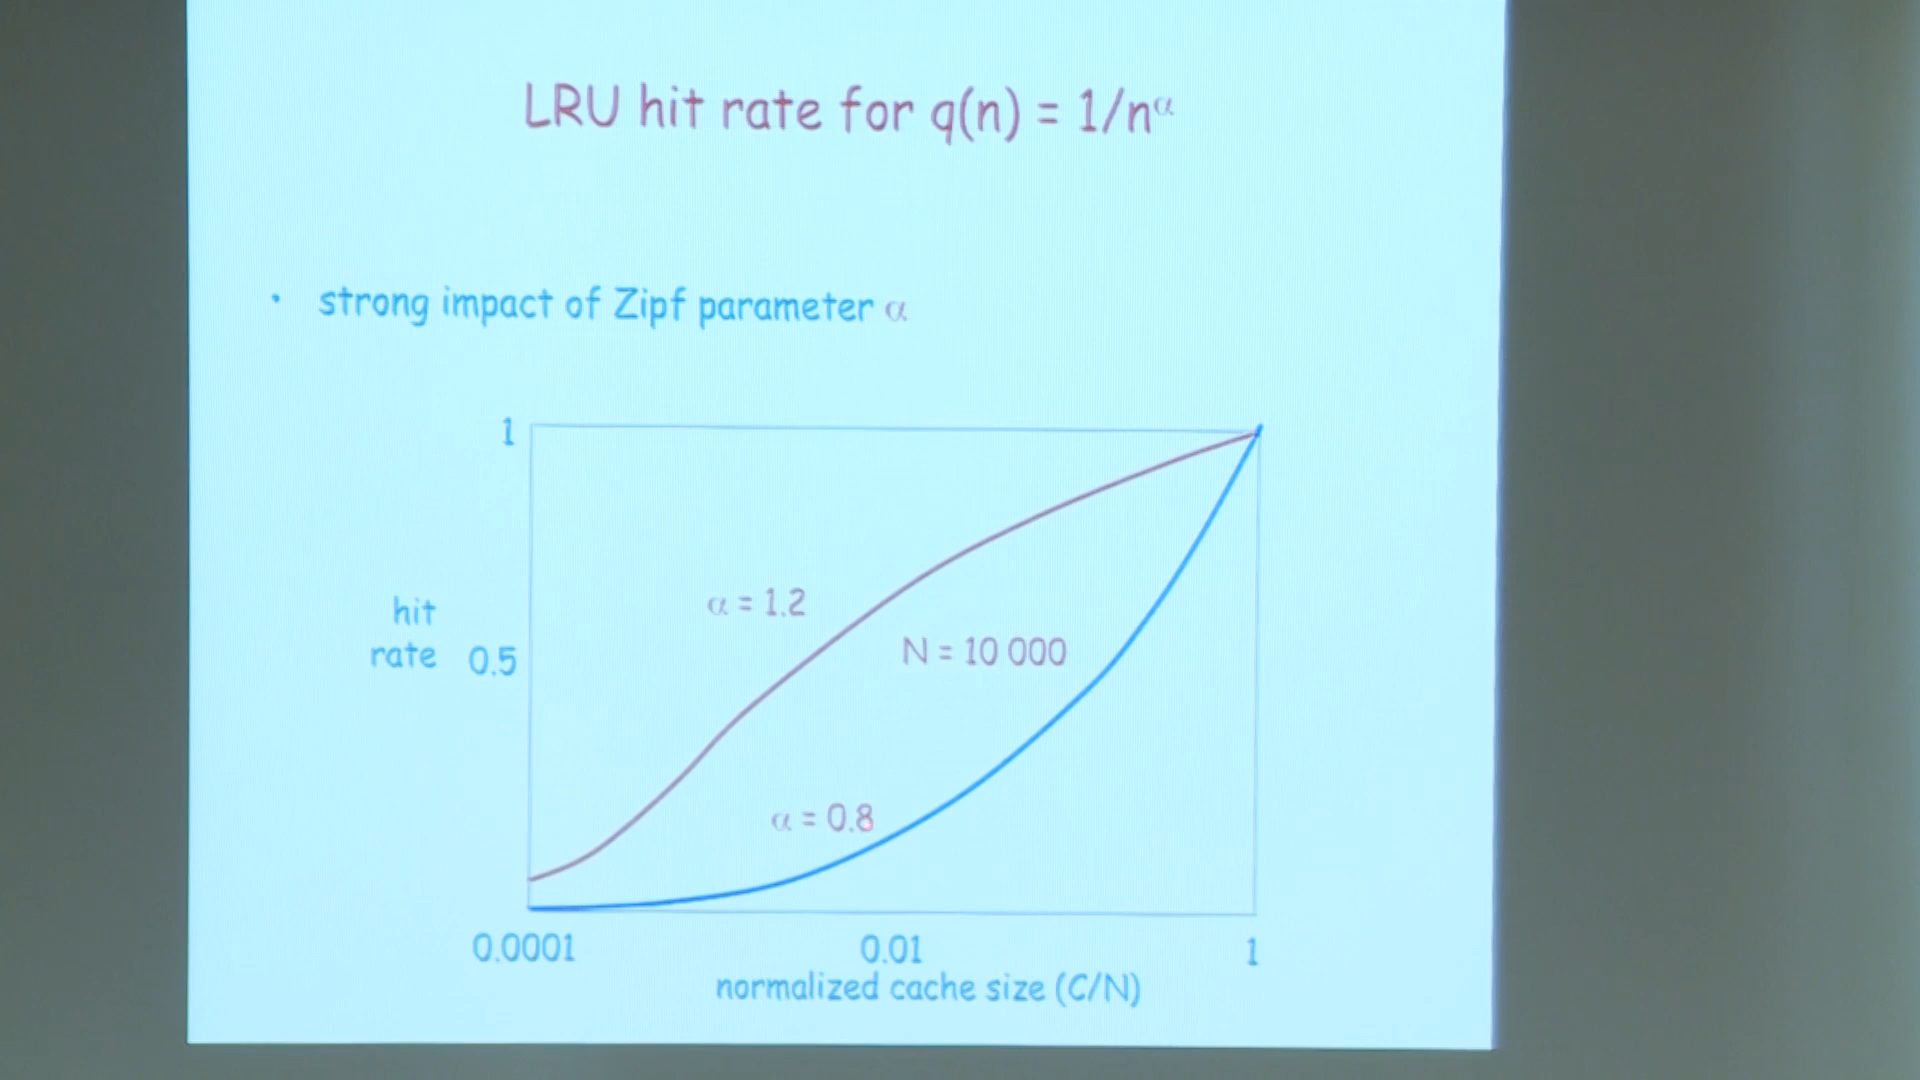 LRU hit rate for q(n) = 1/n^α
• strong impact of Zipf parameter α
1
α = 1.2
hit
rate
0.5
N = 10 000
α = 0.8
0.0001
0.01
1
normalized cache size (C/N)